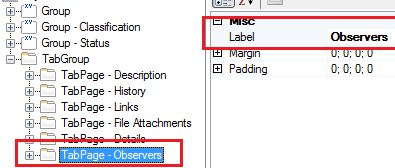 Group
Group - Classification
Group - Status
TabGroup
TabPage - Description
TabPage - History
TabPage - Links
TabPage - File Attachments
TabPage - Details
TabPage - Observers
Misc
Label Observers
Margin 0; 0; 0; 0
Padding 0; 0; 0; 0